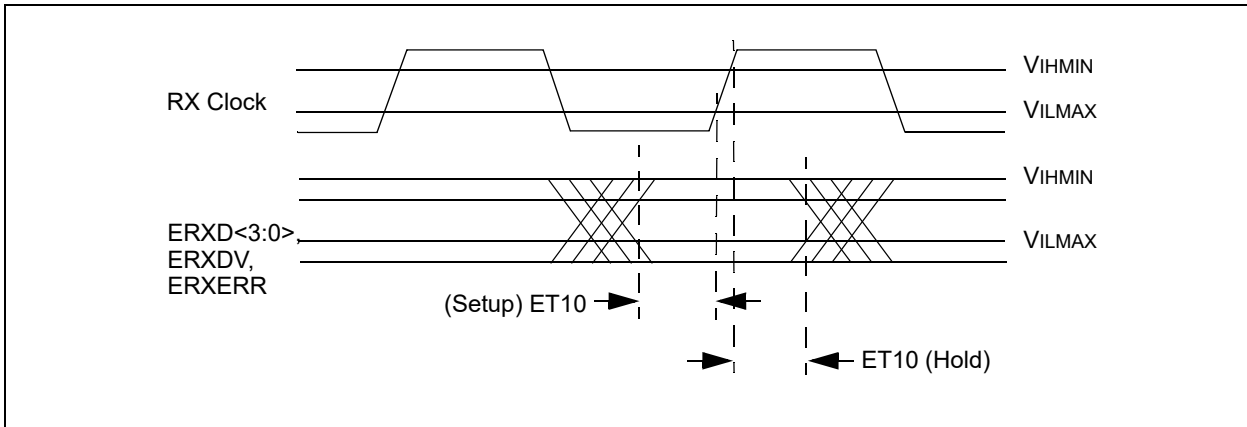 VIHMIN
RX Clock
VILMAX
VIHMIN
ERXD<3:0>,
VILMAX
ERXDV,
ERXERR
(Setup) ET10
ET10 (Hold)